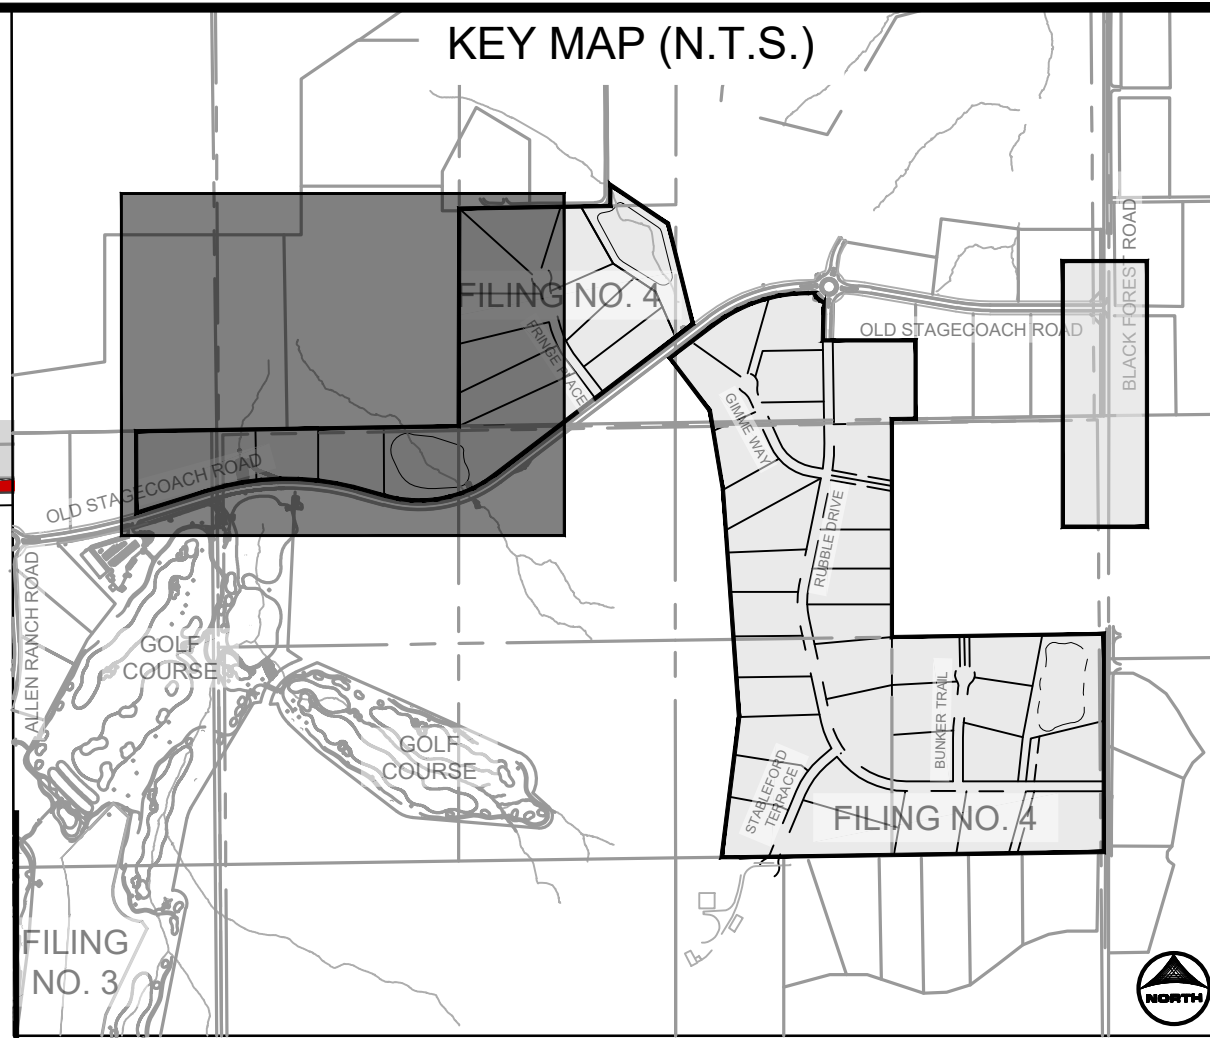 KEY MAP (N.T.S.)
BLACK FOREST ROAD
FILING NO. 4
OLD STAGECOACH ROAD
FRINGE PLACE
GIMME WAY
OLD STAGECOACH ROAD
RUBBLE DRIVE
ALLEN RANCH ROAD
GOLF
COURSE
BUNKER TRAIL
GOLF
COURSE
STABLEFORD
TERRACE
FILING NO. 4
FILING
NO. 3
NORTH